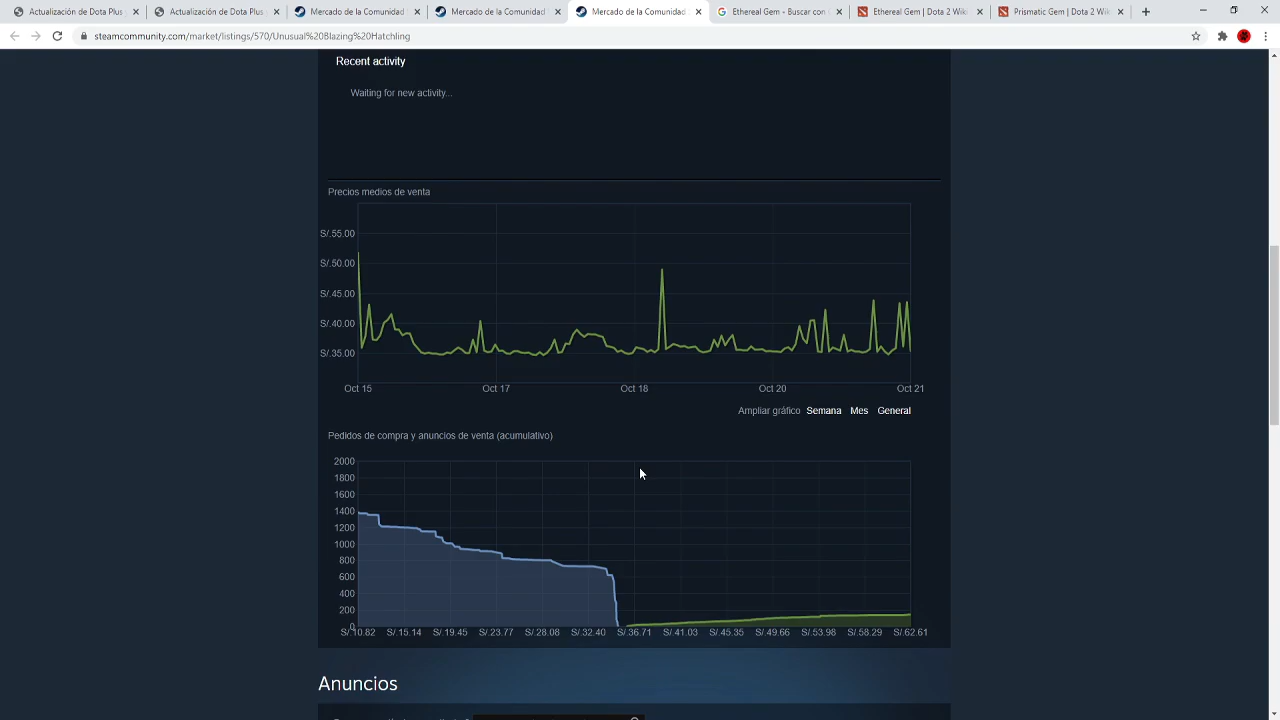 Actualización de Dota Plus
Actualización de Dota Plus
Mercado de la Comunidad
Mercado de la Comunidad
Mercado de la Comunidad
Ethereal Gem - Buscar con
Ethereal Gem | Dota 2 Wiki
Prismatic Gem | Dota 2 Wiki
steamcommunity.com/market/listings/570/Unusual%20Blazing%20Hatchling
Recent activity
Waiting for new activity...
Precios medios de venta
S/.55.00
S/.50.00
S/.45.00
S/.40.00
S/.35.00
Oct 15 Oct 17 Oct 18 Oct 20 Oct 21
Ampliar gráfico Semana Mes General
Pedidos de compra y anuncios de venta (acumulativo)
2000
1800
1600
1400
1200
1000
800
600
400
200
0
S/.10.82 S/.15.14 S/.19.45 S/.23.77 S/.28.08 S/.32.40 S/.36.71 S/.41.03 S/.45.35 S/.49.66 S/.53.98 S/.58.29 S/.62.61
Anuncios